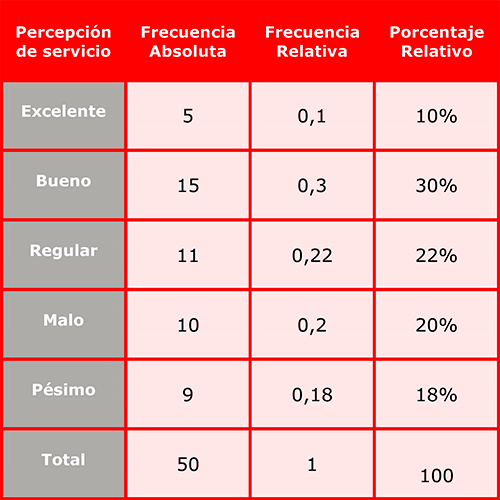 Percepción de servicio Frecuencia Absoluta Frecuencia Relativa Porcentaje Relativo
Excelente 5 0,1 10%
Bueno 15 0,3 30%
Regular 11 0,22 22%
Malo 10 0,2 20%
Pésimo 9 0,18 18%
Total 50 1 100